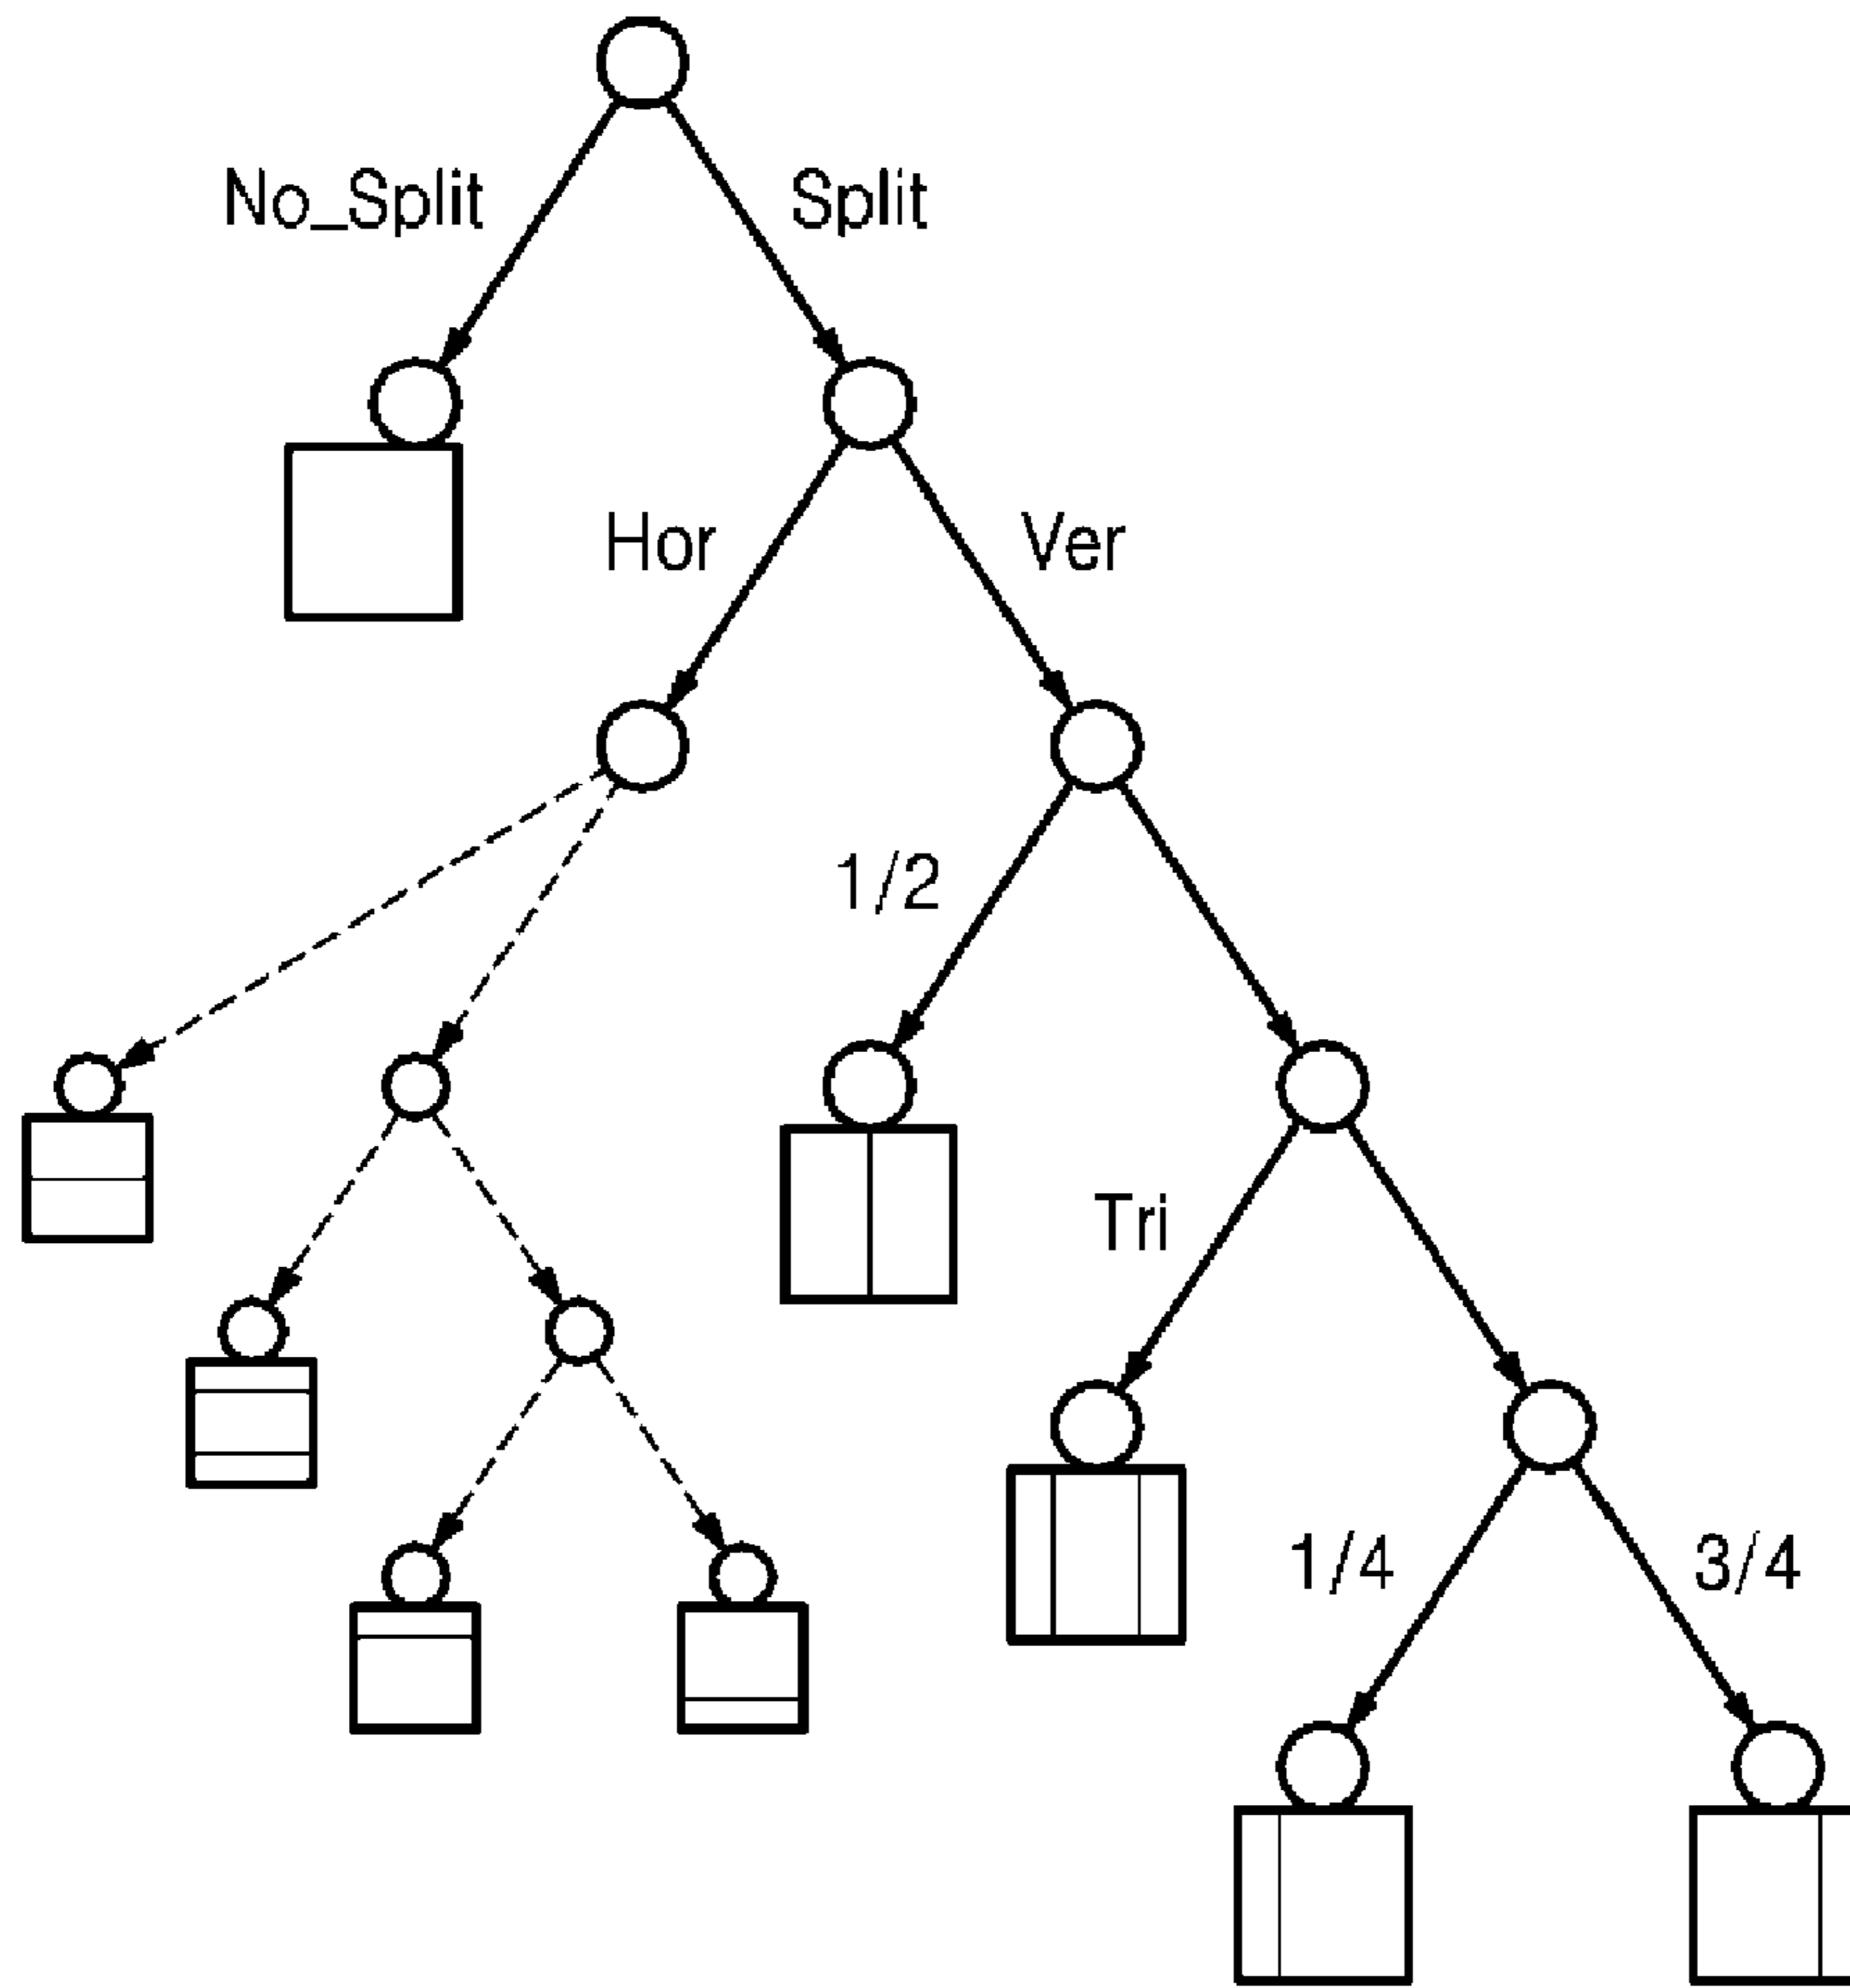 No_Split
Split
Hor
Ver
1/2
Tri
1/4
3/4